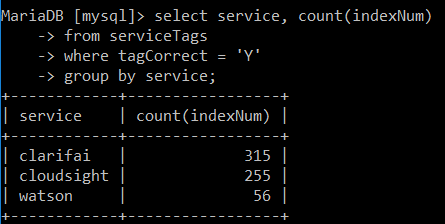 MariaDB [mysql]> select service, count(indexNum)
    -> from serviceTags
    -> where tagCorrect = 'Y'
    -> group by service;
+------------+-----------------+
| service    | count(indexNum) |
+------------+-----------------+
| clarifai   |             315 |
| cloudsight |             255 |
| watson     |              56 |
+------------+-----------------+